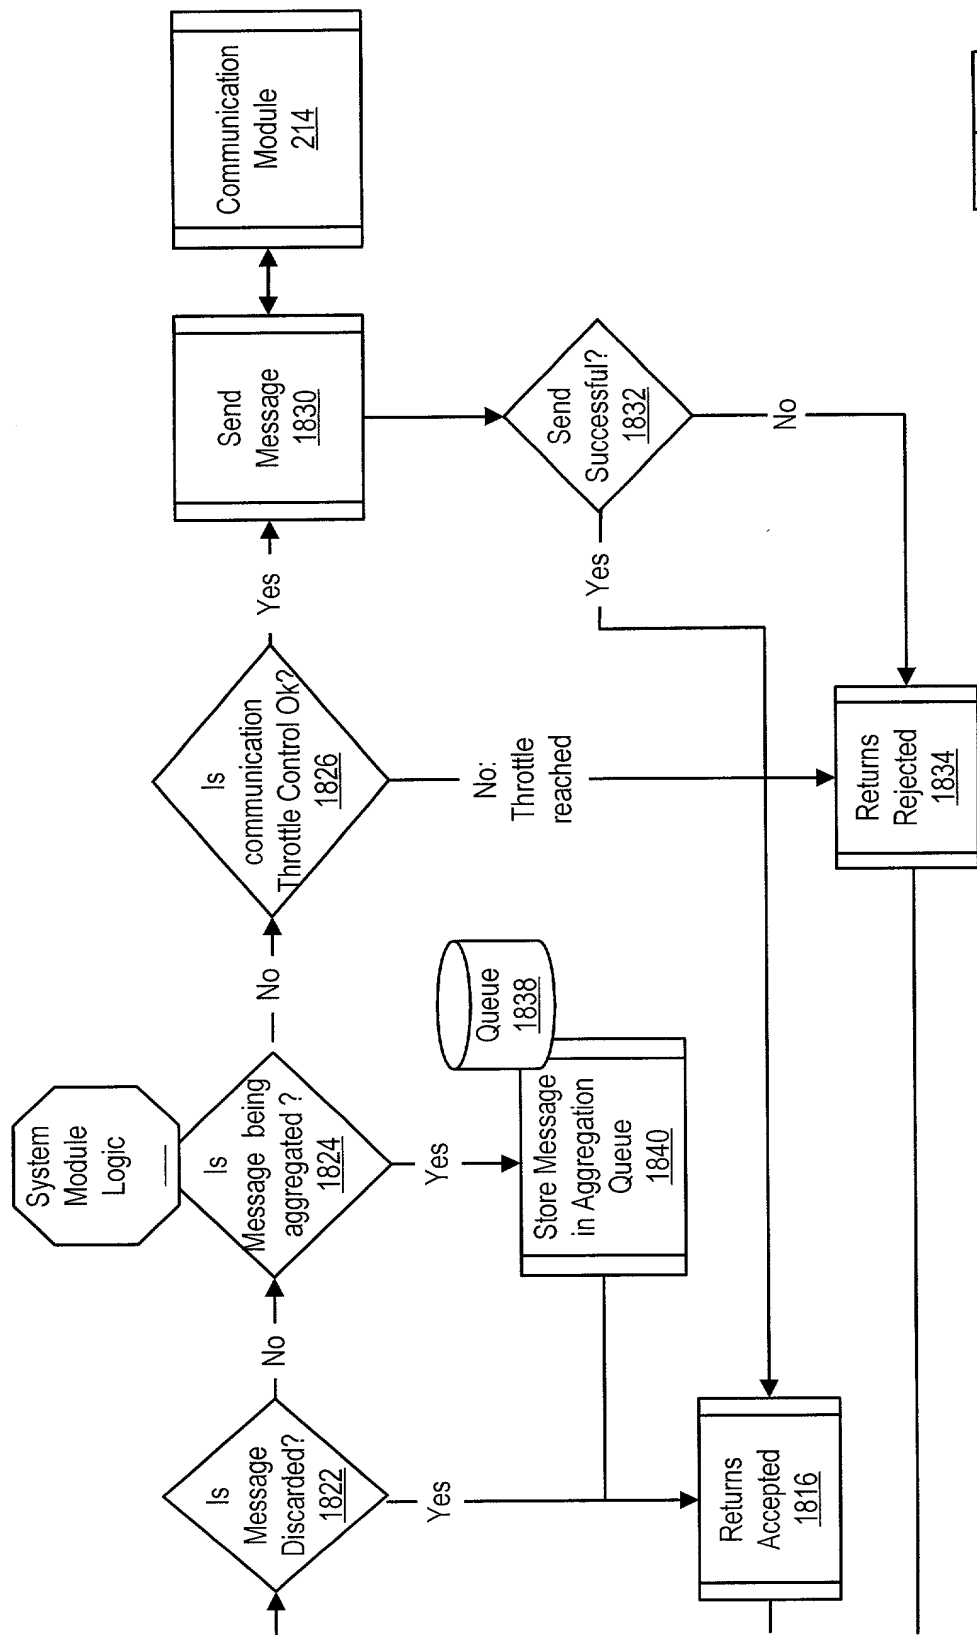 Is
Message
Discarded?
1822
No
Yes
System
Module
Logic
Is
Message being
aggregated ?
1824
No
Yes
Queue
1838
Store Message
in Aggregation
Queue
1840
Is
communication
Throttle Control Ok?
1826
Yes
No:
Throttle
reached
Send
Message
1830
Communication
Module
214
Send
Successful?
1832
Yes
No
Returns
Accepted
1816
Returns
Rejected
1834